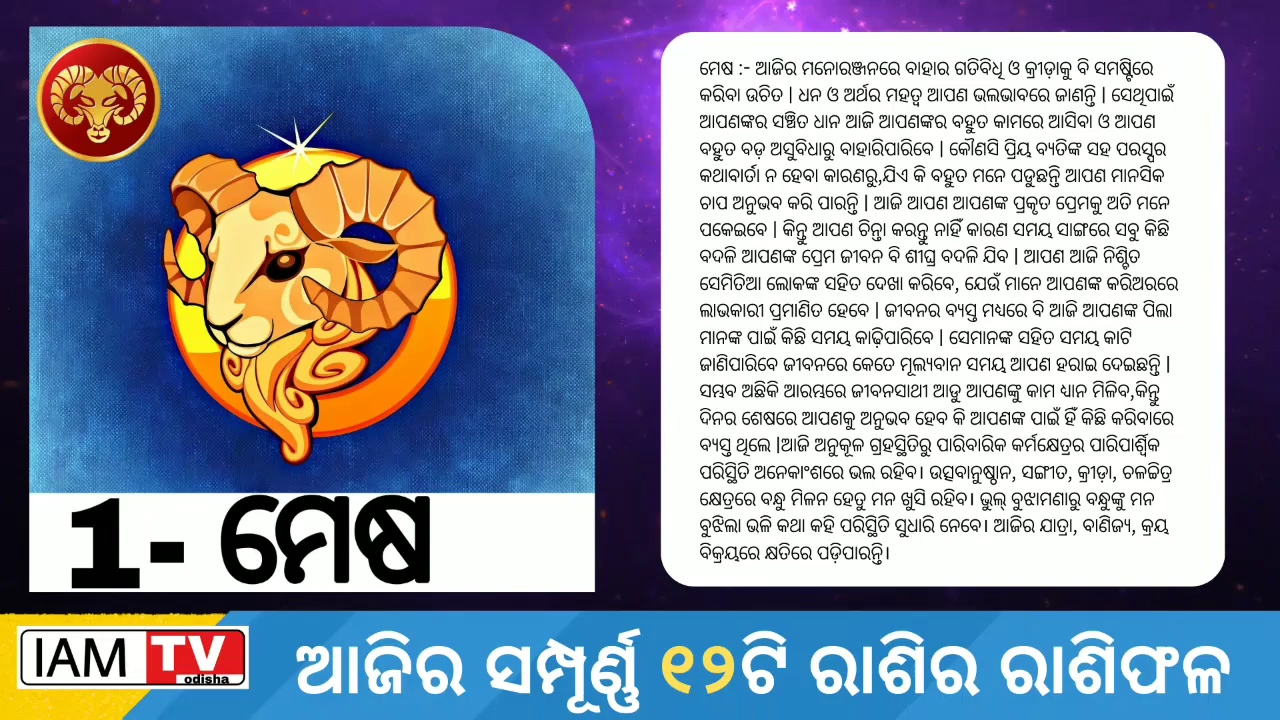 ମେଷ :- ଆଜିର ମନୋରଞ୍ଜନରେ ବାହାର ଗତିବିଧି ଓ କ୍ରୀଡ଼ାକୁ ବି ସମଷ୍ଟିରେ
କରିବା ଉଚିତ | ଧନ ଓ ଅର୍ଥର ମହତ୍ୱ ଆପଣ ଭଲଭାବରେ ଜାଣନ୍ତି | ସେଥିପାଇଁ
ଆପଣଙ୍କର ସଞ୍ଚିତ ଧାନ ଆଜି ଆପଣଙ୍କର ବହୁତ କାମରେ ଆସିବା ଓ ଆପଣ
ବହୁତ ବଡ଼ ଅସୁବିଧାରୁ ବାହାରିପାରିବେ | କୌଣସି ପ୍ରିୟ ବ୍ୟତିଙ୍କ ସହ ପରସ୍ପର
କଥାବାର୍ତା ନ ହେବା କାରଣରୁ,ଯିଏ କି ବହୁତ ମନେ ପଡୁଛନ୍ତି ଆପଣ ମାନସିକ
ଚାପ ଅନୁଭବ କରି ପାରନ୍ତି | ଆଜି ଆପଣ ଆପଣଙ୍କ ପ୍ରକୃତ ପ୍ରେମକୁ ଅତି ମନେ
ପକେଇବେ | କିନ୍ତୁ ଆପଣ ଚିନ୍ତା କରନ୍ତୁ ନାହିଁ କାରଣ ସମୟ ସାଙ୍ଗରେ ସବୁ କିଛି
ବଦଳି ଆପଣଙ୍କ ପ୍ରେମ ଜୀବନ ବି ଶୀଘ୍ର ବଦଳି ଯିବ | ଆପଣ ଆଜି ନିଶ୍ଚିତ
ସେମିତିଆ ଲୋକଙ୍କ ସହିତ ଦେଖା କରିବେ, ଯେଉଁ ମାନେ ଆପଣଙ୍କ କରିଅରରେ
ଲାଭକାରୀ ପ୍ରମାଣିତ ହେବେ | ଜୀବନର ବ୍ୟସ୍ତ ମଧ୍ୟରେ ବି ଆଜି ଆପଣଙ୍କ ପିଲା
ମାନଙ୍କ ପାଇଁ କିଛି ସମୟ କାଢ଼ିପାରିବେ | ସେମାନଙ୍କ ସହିତ ସମୟ କାଟି
ଜାଣିପାରିବେ ଜୀବନରେ କେତେ ମୂଲ୍ୟବାନ ସମୟ ଆପଣ ହରାଇ ଦେଇଛନ୍ତି |
ସମ୍ଭବ ଅଛିକି ଆରମ୍ଭରେ ଜୀବନସାଥୀ ଆଡୁ ଆପଣଙ୍କୁ କାମ ଧ୍ୟାନ ମିଳିବ,କିନ୍ତୁ
ଦିନର ଶେଷରେ ଆପଣକୁ ଅନୁଭବ ହେବ କି ଆପଣଙ୍କ ପାଇଁ ହିଁ କିଛି କରିବାରେ
ବ୍ୟସ୍ତ ଥିଲେ |ଆଜି ଅନୁକୂଳ ଗ୍ରହସ୍ଥିତିରୁ ପାରିବାରିକ କର୍ମକ୍ଷେତ୍ରର ପାରିପାର୍ଶ୍ୱିକ
ପରିସ୍ଥିତି ଅନେକାଂଶରେ ଭଲ ରହିବ। ଉତ୍ସବାନୁଷ୍ଠାନ, ସଙ୍ଗୀତ, କ୍ରୀଡ଼ା, ଚଳଚ୍ଚିତ୍ର
କ୍ଷେତ୍ରରେ ବନ୍ଧୁ ମିଳନ ହେତୁ ମନ ଖୁସି ରହିବ। ଭୁଲ୍ ବୁଝାମଣାରୁ ବନ୍ଧୁଙ୍କୁ ମନ
ବୁଝିଲା ଭଳି କଥା କହି ପରିସ୍ଥିତି ସୁଧାରି ନେବେ। ଆଜିର ଯାତ୍ରା, ବାଣିଜ୍ୟ, କ୍ରୟ
ବିକ୍ରୟରେ କ୍ଷତିରେ ପଡ଼ିପାରନ୍ତି।
1- ମେଷ
IAM TV
odisha
ଆଜିର ସମ୍ପୂର୍ଣ୍ଣ ୧୨ଟି ରାଶିର ରାଶିଫଳ